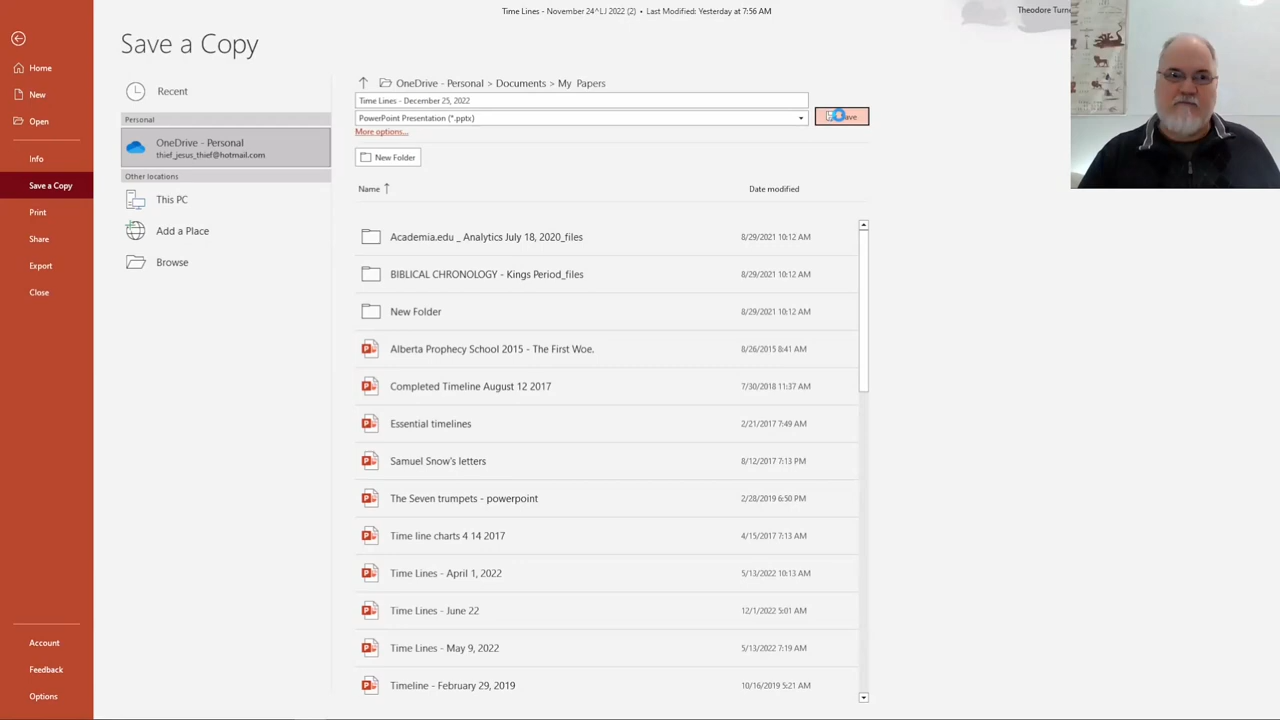 Time Lines - November 24^LJ 2022 (2) • Last Modified: Yesterday at 7:56 AM
Theodore Turne
Save a Copy
Home
New
Open
Info
Save a Copy
Print
Share
Export
Close
Account
Feedback
Options
Recent
Personal
OneDrive - Personal
thief_jesus_thief@hotmail.com
Other locations
This PC
Add a Place
Browse
OneDrive - Personal > Documents > My Papers
Time Lines - December 25, 2022
PowerPoint Presentation (*.pptx)
More options...
New Folder
Name Date modified
Academia.edu _ Analytics July 18, 2020_files 8/29/2021 10:12 AM
BIBLICAL CHRONOLOGY - Kings Period_files 8/29/2021 10:12 AM
New Folder 8/29/2021 10:12 AM
Alberta Prophecy School 2015 - The First Woe. 8/26/2015 8:41 AM
Completed Timeline August 12 2017 7/30/2018 11:37 AM
Essential timelines 2/21/2017 7:49 AM
Samuel Snow's letters 8/12/2017 7:13 PM
The Seven trumpets - powerpoint 2/28/2019 6:50 PM
Time line charts 4 14 2017 4/15/2017 7:13 AM
Time Lines - April 1, 2022 5/13/2022 10:13 AM
Time Lines - June 22 12/1/2022 5:01 AM
Time Lines - May 9, 2022 5/13/2022 7:19 AM
Timeline - February 29, 2019 10/16/2019 5:21 AM